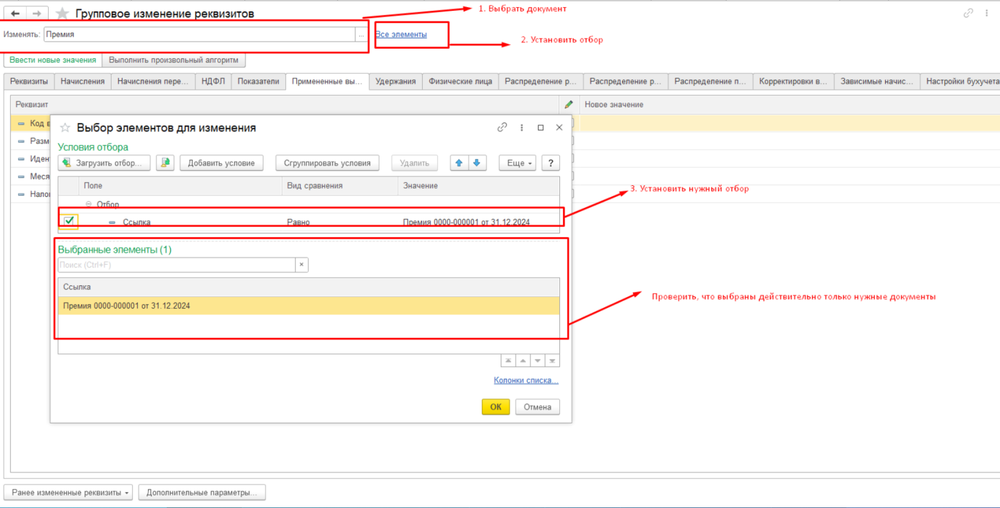 Групповое изменение реквизитов
1. Выбрать документ
Изменять: Премия ... Все элементы
2. Установить отбор
Ввести новые значения Выполнить произвольный алгоритм
Реквизиты Начисления Начисления пере... НДФЛ Показатели Примененные вы... Удержания Физические лица Распределение р... Распределение р... Распределение п... Корректировки в... Зависимые начис... Настройки бухучета
Реквизит Новое значение
Код в
Разм
Иден
Меся
Нало
Выбор элементов для изменения
Условия отбора
Загрузить отбор... Добавить условие Сгруппировать условия Удалить Еще ?
Поле Вид сравнения Значение
3. Установить нужный отбор
Отбор
Ссылка Равно Премия 0000-000001 от 31.12.2024
Выбранные элементы (1)
Поиск (Ctrl+F) ×
Ссылка
Проверить, что выбраны действительно только нужные документы
Премия 0000-000001 от 31.12.2024
Колонки списка...
ОК Отмена
Ранее измененные реквизиты Дополнительные параметры...